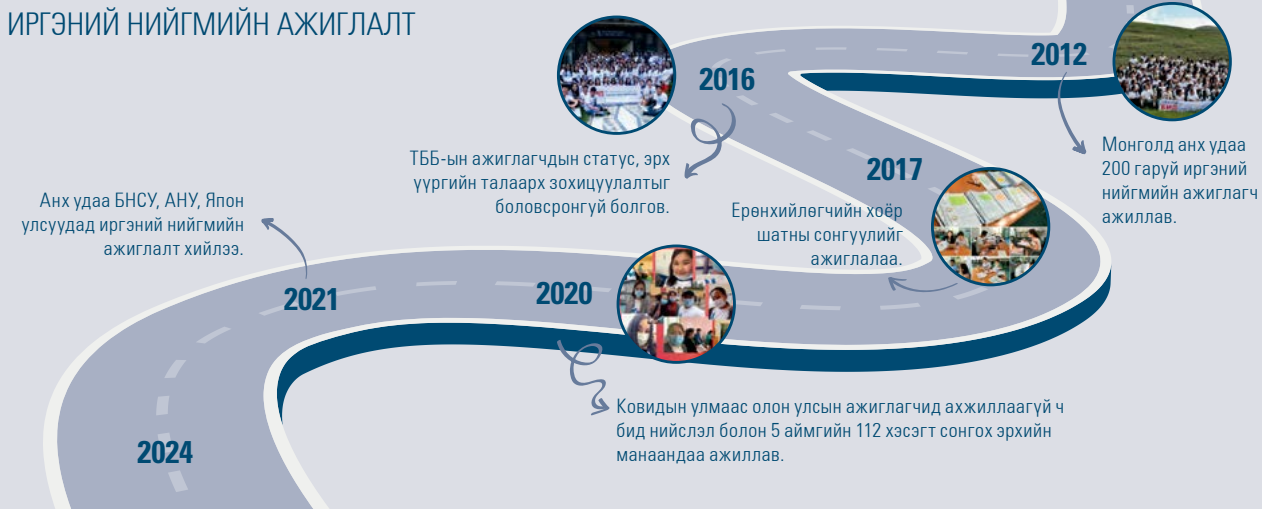 ИРГЭНИЙ НИЙГМИЙН АЖИГЛАЛТ
2012
Монголд анх удаа
200 гаруй иргэний
нийгмийн ажиглагч
ажиллав.
2016
ТББ-ын ажиглагчдын статус, эрх
үүргийн талаарх зохицуулалтыг
боловсронгуй болгов.
2017
Ерөнхийлөгчийн хоёр
шатны сонгуулийг
ажиглалаа.
2020
Ковидын улмаас олон улсын ажиглагчид ахжиллаагүй ч
бид нийслэл болон 5 аймгийн 112 хэсэгт сонгох эрхийн
манаандаа ажиллав.
2021
Анх удаа БНСУ, АНУ, Япон
улсуудад иргэний нийгмийн
ажиглалт хийлээ.
2024